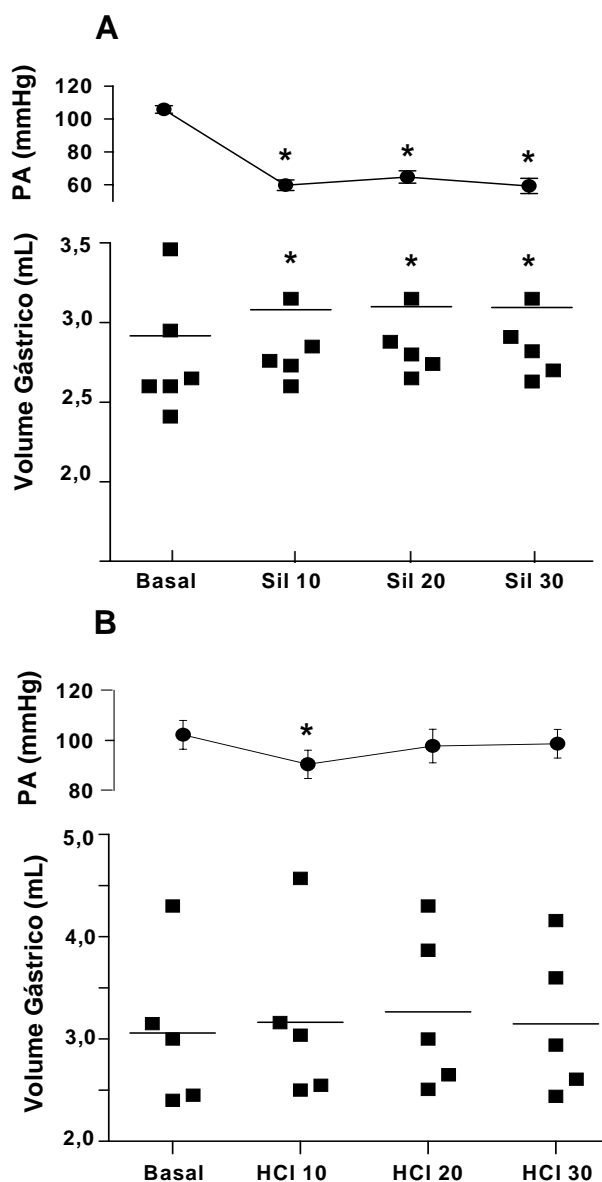 A
PA (mmHg)
120
100
80
60
* * *
Volume Gástrico (mL)
3,5
3,0
2,5
2,0
* * *
Basal Sil 10 Sil 20 Sil 30
B
PA (mmHg)
120
100
80
*
Volume Gástrico (mL)
5,0
4,0
3,0
2,0
Basal HCl 10 HCl 20 HCl 30